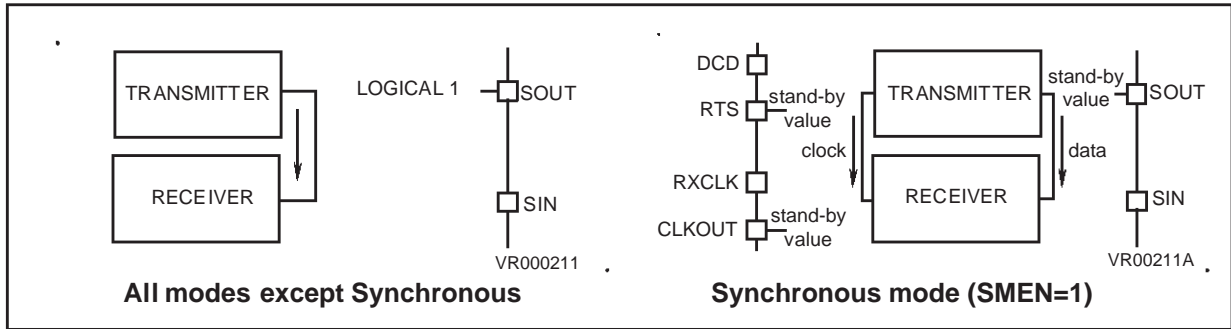 TRANSMITTER
RECEIVER
LOGICAL 1
SOUT
SIN
VR000211
All modes except Synchronous
DCD
RTS
stand-by
value
clock
RXCLK
CLKOUT
stand-by
value
TRANSMITTER
RECEIVER
data
stand-by
value
SOUT
SIN
VR00211A
Synchronous mode (SMEN=1)